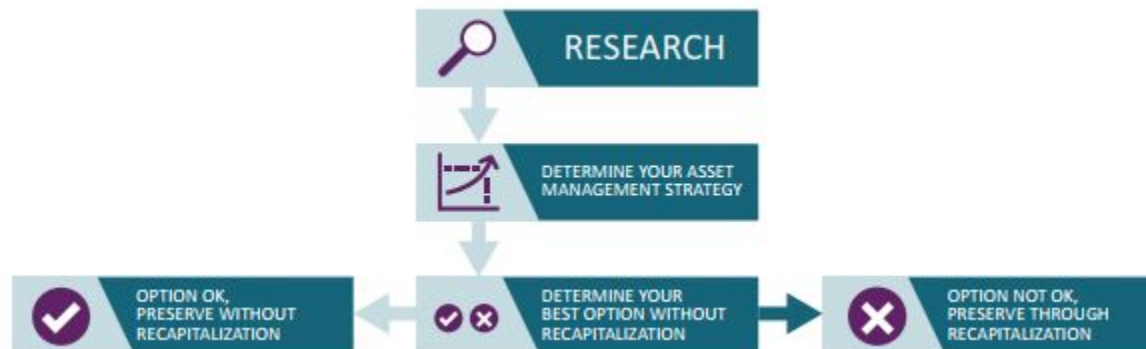 RESEARCH
DETERMINE YOUR ASSET
MANAGEMENT STRATEGY
OPTION OK,
PRESERVE WITHOUT
RECAPITALIZATION
DETERMINE YOUR
BEST OPTION WITHOUT
RECAPITALIZATION
OPTION NOT OK,
PRESERVE THROUGH
RECAPITALIZATION